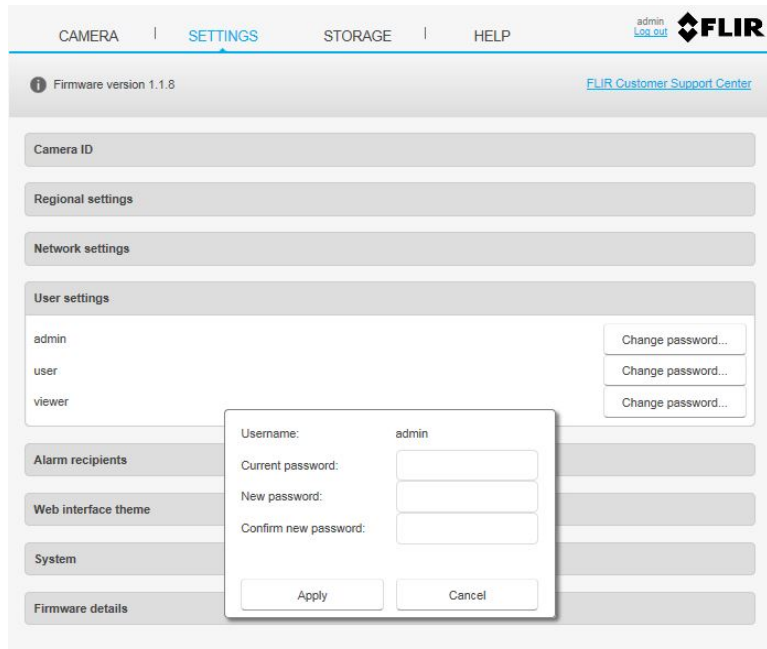 CAMERA | SETTINGS STORAGE | HELP
admin
Log out
FLIR
Firmware version 1.1.8
FLIR Customer Support Center
Camera ID
Regional settings
Network settings
User settings
admin Change password...
user Change password...
viewer Change password...
Username: admin
Current password:
New password:
Confirm new password:
Apply Cancel
Alarm recipients
Web interface theme
System
Firmware details